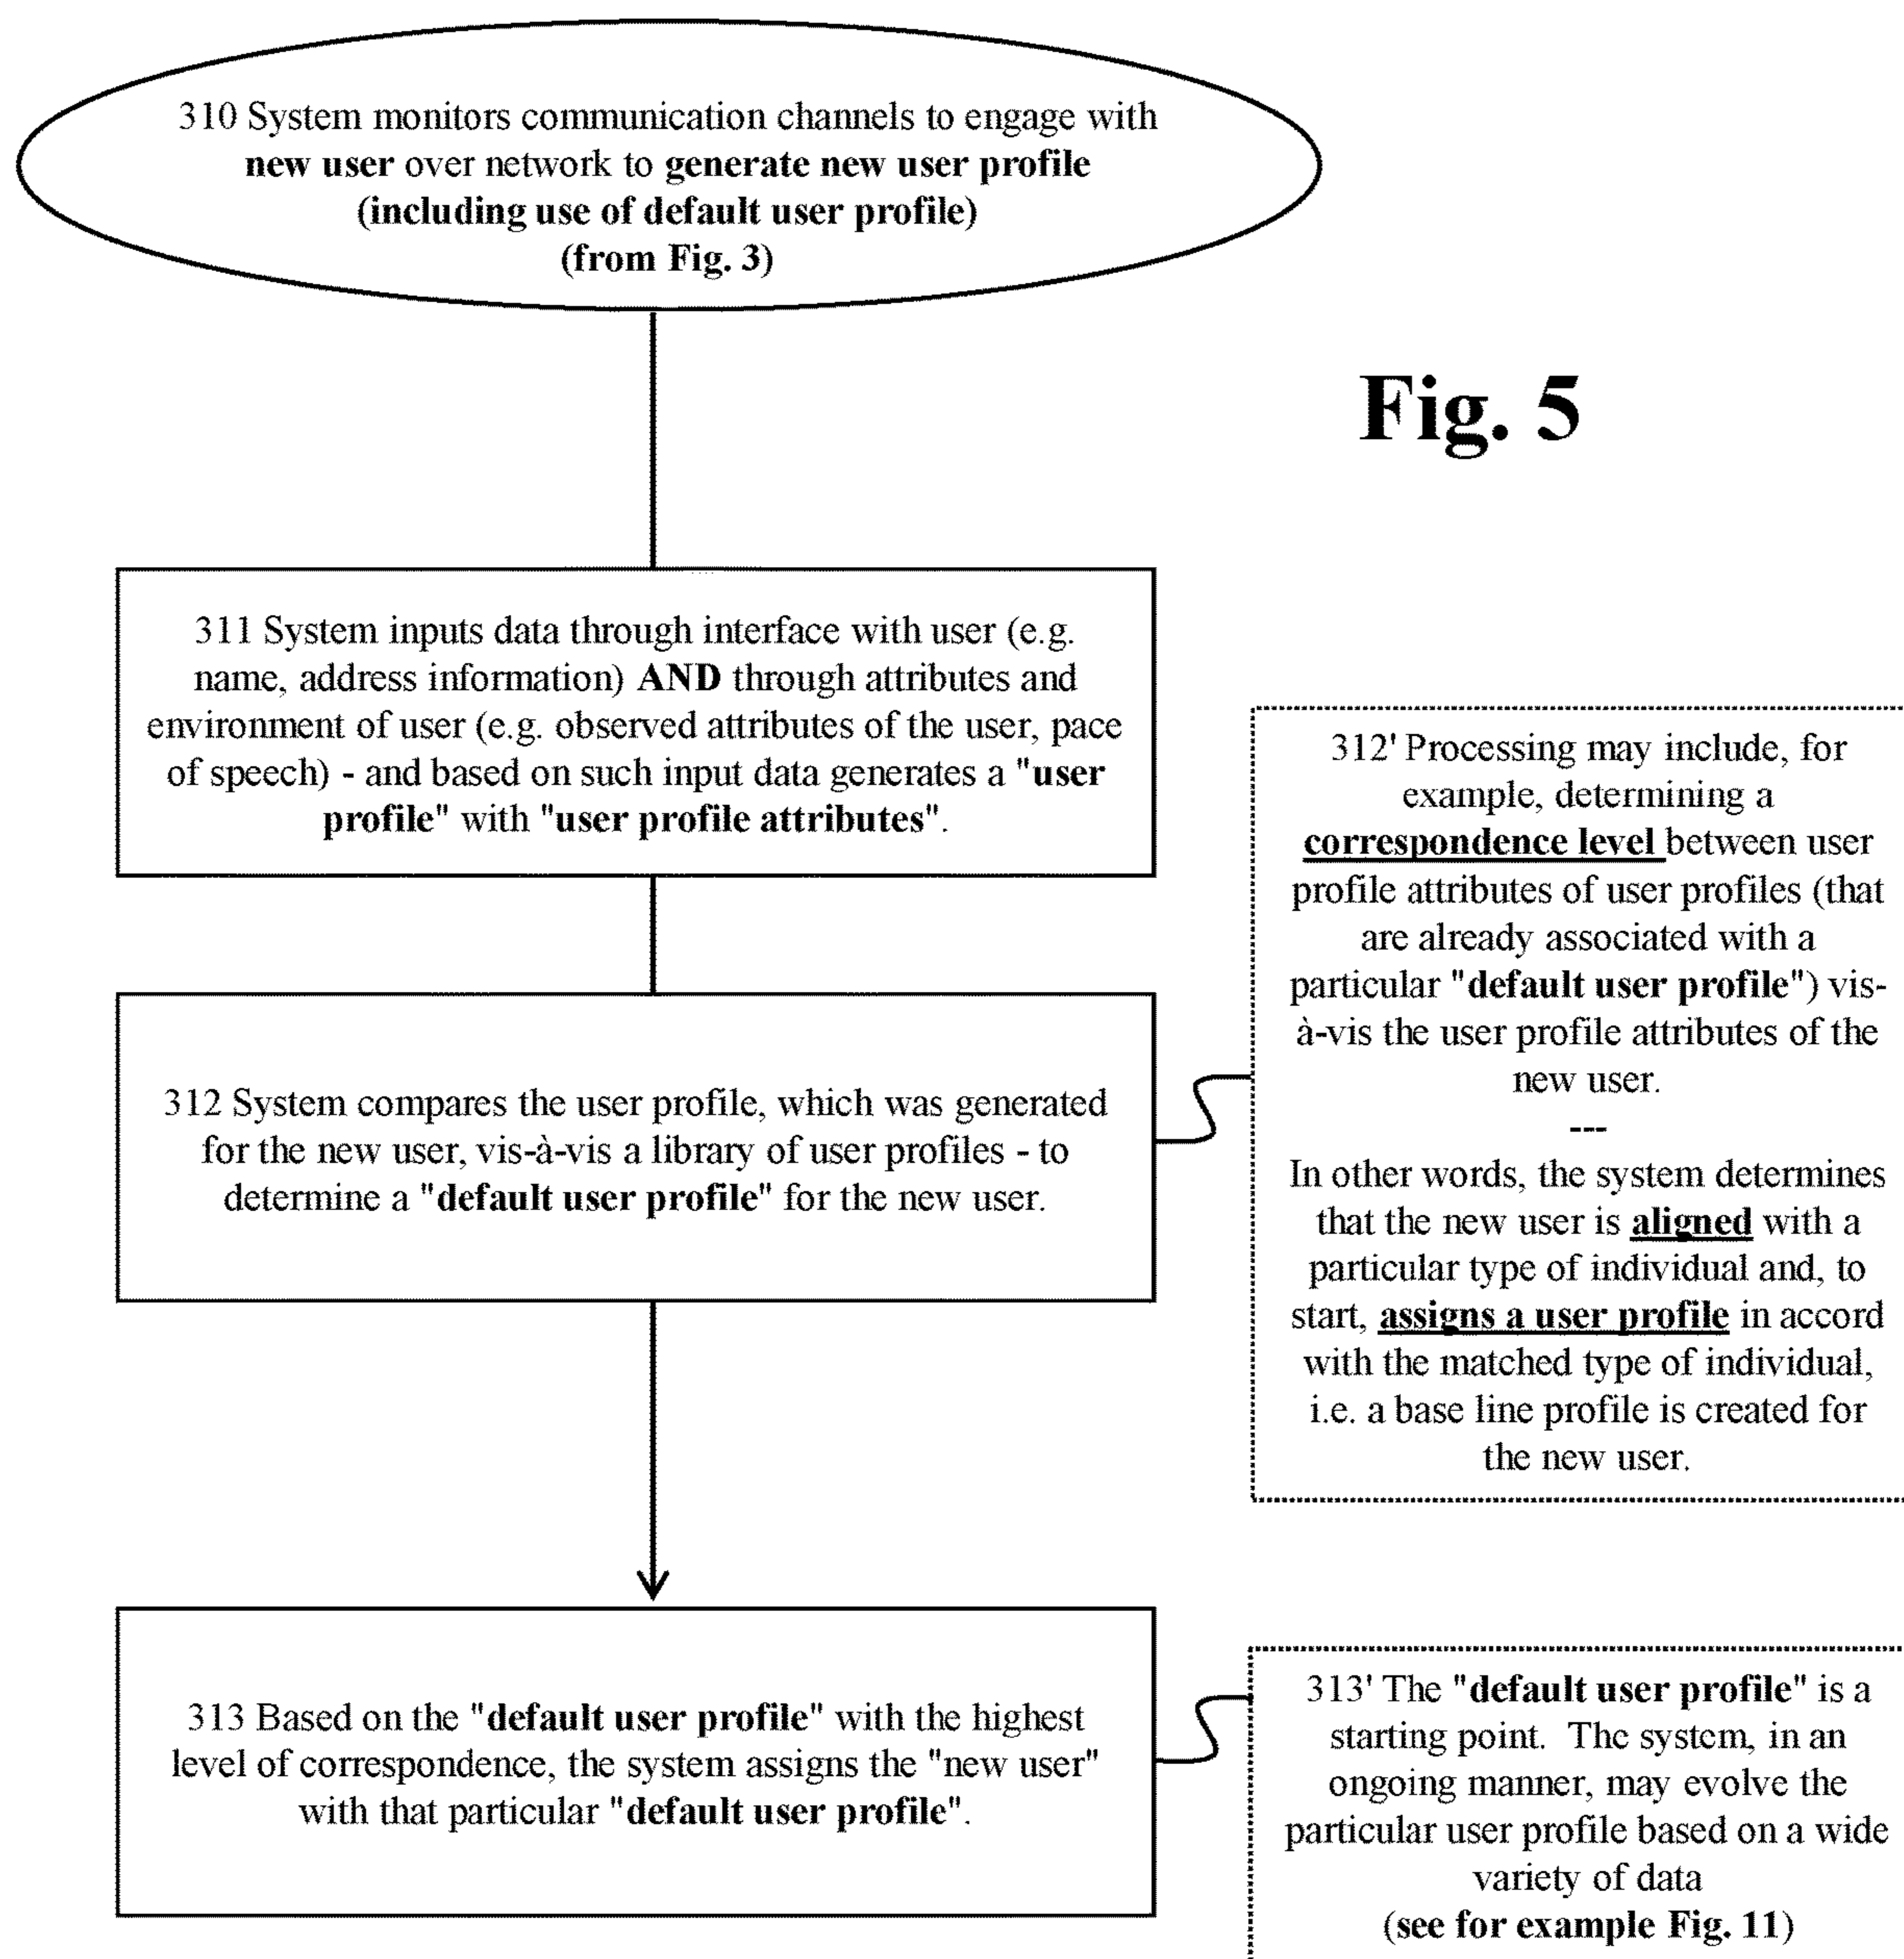 310 System monitors communication channels to engage with
new user over network to generate new user profile
(including use of default user profile)
(from Fig. 3)
Fig. 5
311 System inputs data through interface with user (e.g.
name, address information) AND through attributes and
environment of user (e.g. observed attributes of the user, pace
of speech) - and based on such input data generates a "user
profile" with "user profile attributes".
312 System compares the user profile, which was generated
for the new user, vis-à-vis a library of user profiles - to
determine a "default user profile" for the new user.
312' Processing may include, for
example, determining a
correspondence level between user
profile attributes of user profiles (that
are already associated with a
particular "default user profile") vis-
à-vis the user profile attributes of the
new user.
---
In other words, the system determines
that the new user is aligned with a
particular type of individual and, to
start, assigns a user profile in accord
with the matched type of individual,
i.e. a base line profile is created for
the new user.
313 Based on the "default user profile" with the highest
level of correspondence, the system assigns the "new user"
with that particular "default user profile".
313' The "default user profile" is a
starting point. The system, in an
ongoing manner, may evolve the
particular user profile based on a wide
variety of data
(see for example Fig. 11)